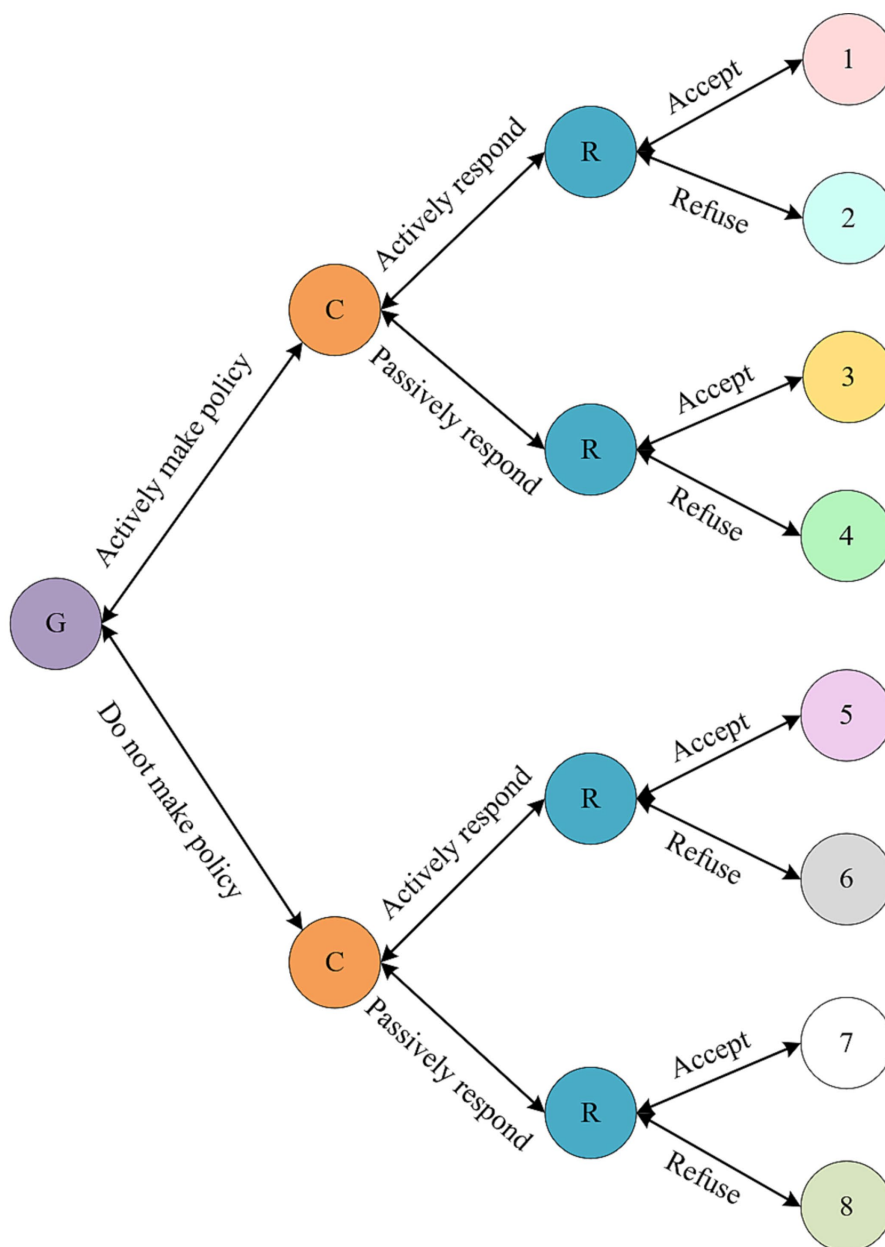 1
Accept
Actively respond
R
Refuse
2
C
Passively respond
Accept
3
R
Refuse
4
Actively make policy
G
Do not make policy
5
Accept
Actively respond
R
Refuse
6
C
Passively respond
Accept
7
R
Refuse
8